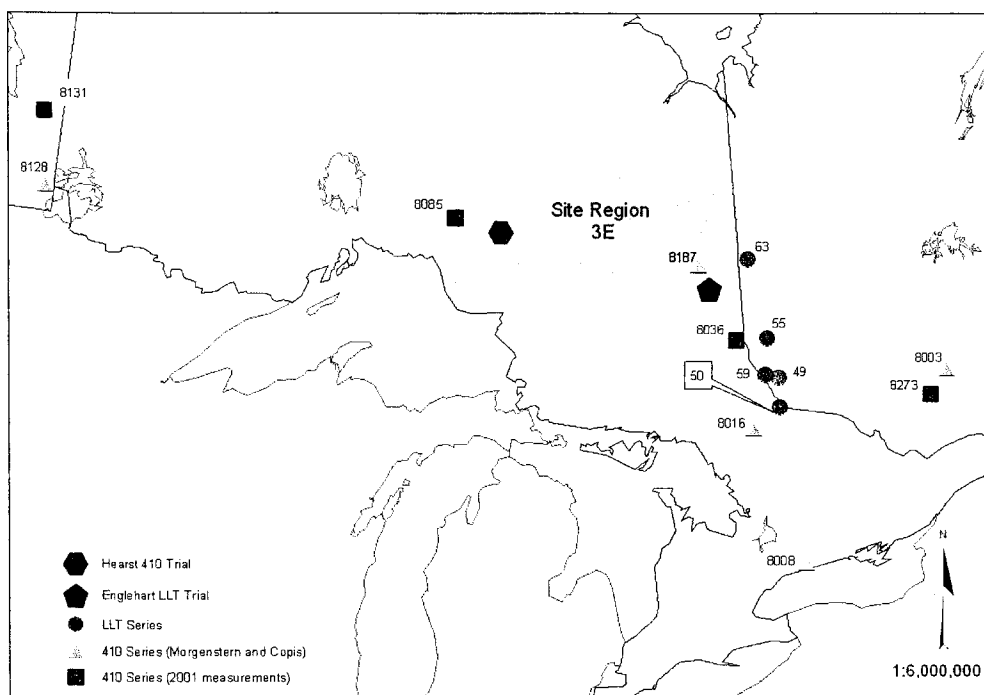 8131
8128
8085
Site Region
3E
63
8187
8036
55
50
59
49
8003
8273
8016
8008
N
Hearst 410 Trial
Englehart LLT Trial
LLT Series
410 Series (Morgenstern and Copis)
410 Series (2001 measurements)
1:6,000,000